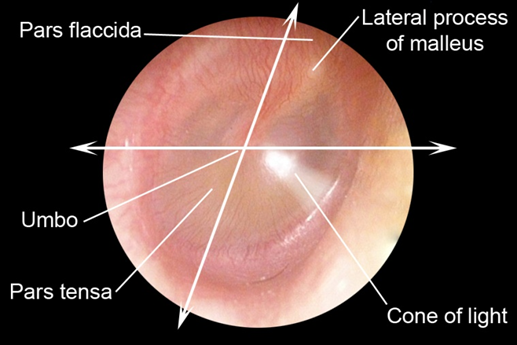 Pars flaccida
Lateral process
of malleus
Umbo
Pars tensa
Cone of light